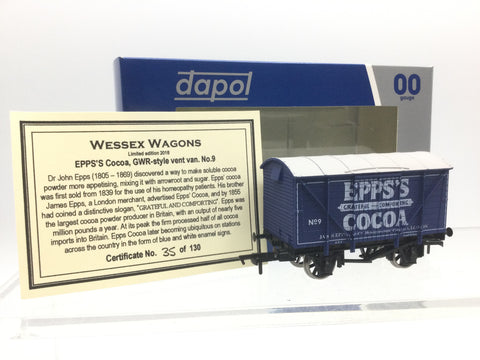 dapol
00
gauge
WESSEX WAGONS
Limited edition 2018
EPPS'S Cocoa, GWR-style vent van. No.9
Dr John Epps (1805 – 1869) discovered a way to make soluble cocoa
powder more appetising, mixing it with arrowroot and sugar. Epps' cocoa
was first sold from 1839 for the use of his homeopathy patients. His brother
James Epps, a London merchant, advertised Epps' Cocoa, and by 1855
had coined a distinctive slogan, "GRATEFUL AND COMFORTING". Epps was
the largest cocoa powder producer in Britain, with an output of nearly five
million pounds a year. At its peak the firm processed half of all cocoa
imports into Britain. Epps Cocoa later becoming ubiquitous on stations
across the country in the form of blue and white enamel signs.
Certificate No. 35 of 130
EPPS'S
GRATEFUL COMFORTING
No9
COCOA